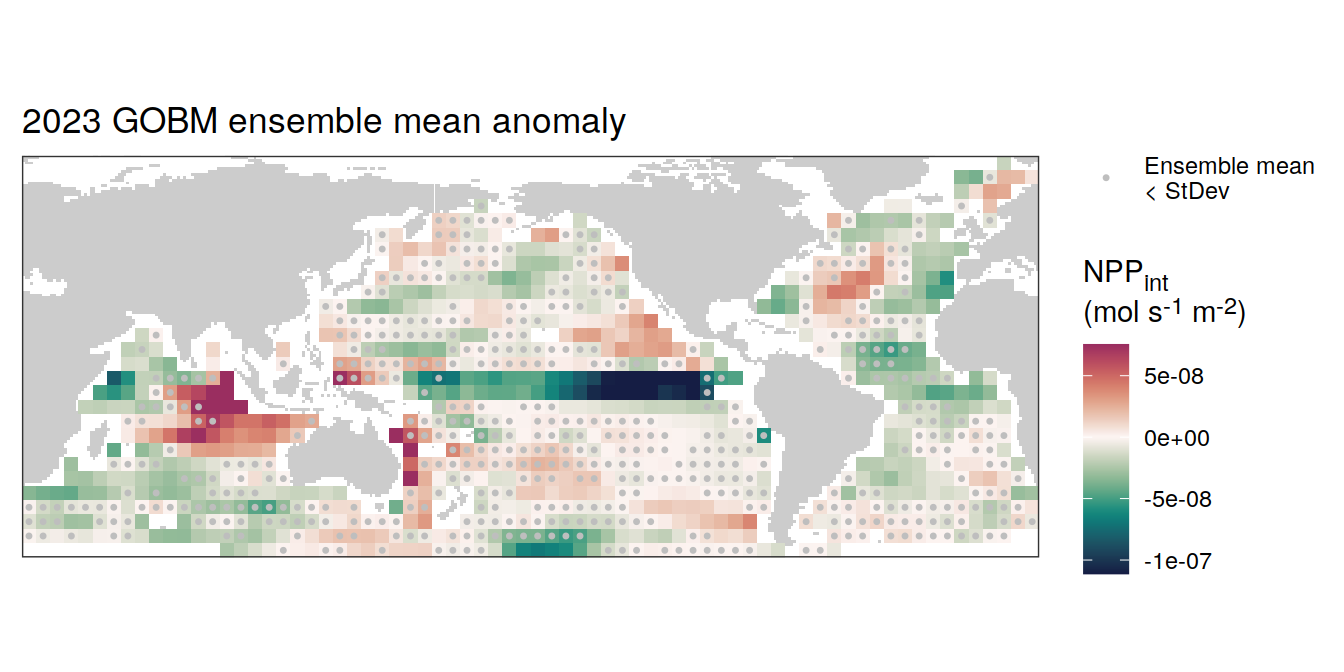 2023 GOBM ensemble mean anomaly
Ensemble mean
< StDev
NPPint
(mol s-1 m-2)
5e-08
0e+00
-5e-08
-1e-07